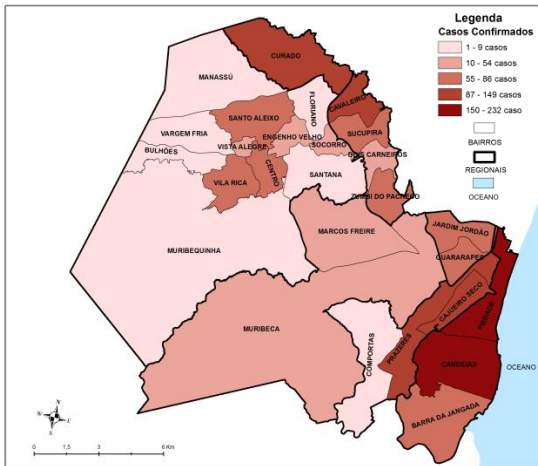 Legenda
Casos Confirmados
1 - 9 casos
10 - 54 casos
55 - 86 casos
87 - 149 casos
150 - 232 caso
BAIRROS
REGIONAIS
OCEANO
CURADO
MANASSÚ
FLORIANO
CAVALEIRO
SANTO ALEIXO
SUCUPIRA
VARGEM FRIA
ENGENHO VELHO
SOCORRO
VISTA ALEGRE
DOIS CARNEIROS
BULHÕES
CENTRO
SANTANA
VILA RICA
ZUMBI DO PACHECO
MARCOS FREIRE
JARDIM JORDÃO
GUARARAPES
MURIBEQUINHA
CAJUEIRO SECO
PIEDADE
MURIBECA
COMPORTAS
PRAZERES
CANDEIAS
OCEANO
BARRA DA JANGADA
N
W
E
S
0 1,5 3 6 Km